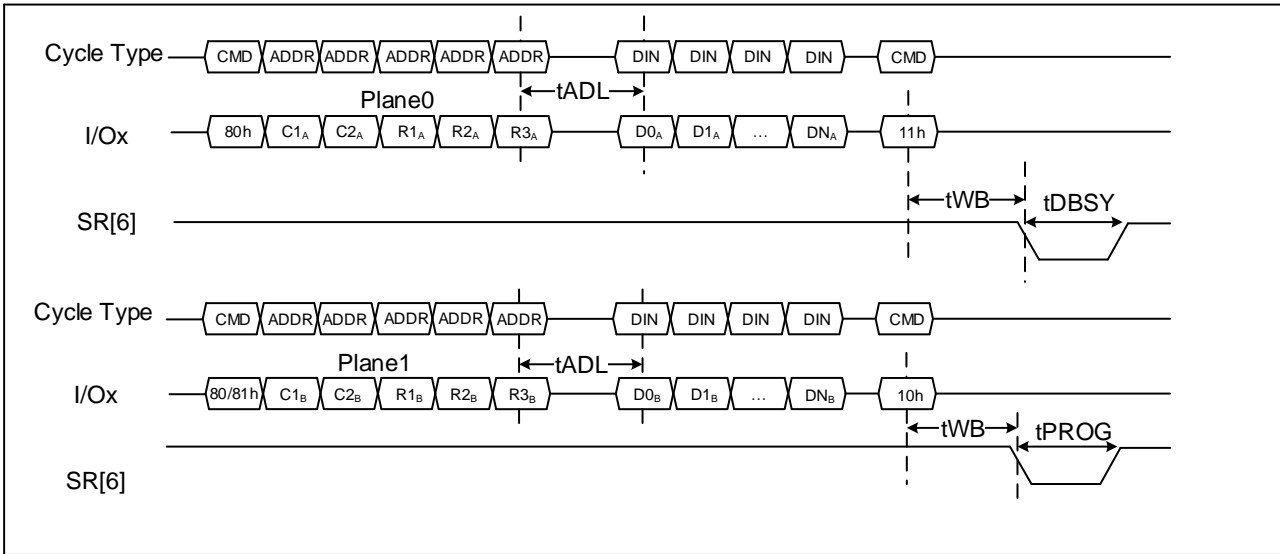 Cycle Type CMD ADDR ADDR ADDR ADDR ADDR DIN DIN DIN DIN CMD
Plane0 tADL
I/Ox 80h C1A C2A R1A R2A R3A D0A D1A … DNA 11h
tWB tDBSY
SR[6]
Cycle Type CMD ADDR ADDR ADDR ADDR ADDR DIN DIN DIN DIN CMD
Plane1 tADL
I/Ox 80/81h C1B C2B R1B R2B R3B D0B D1B … DNB 10h
tWB tPROG
SR[6]